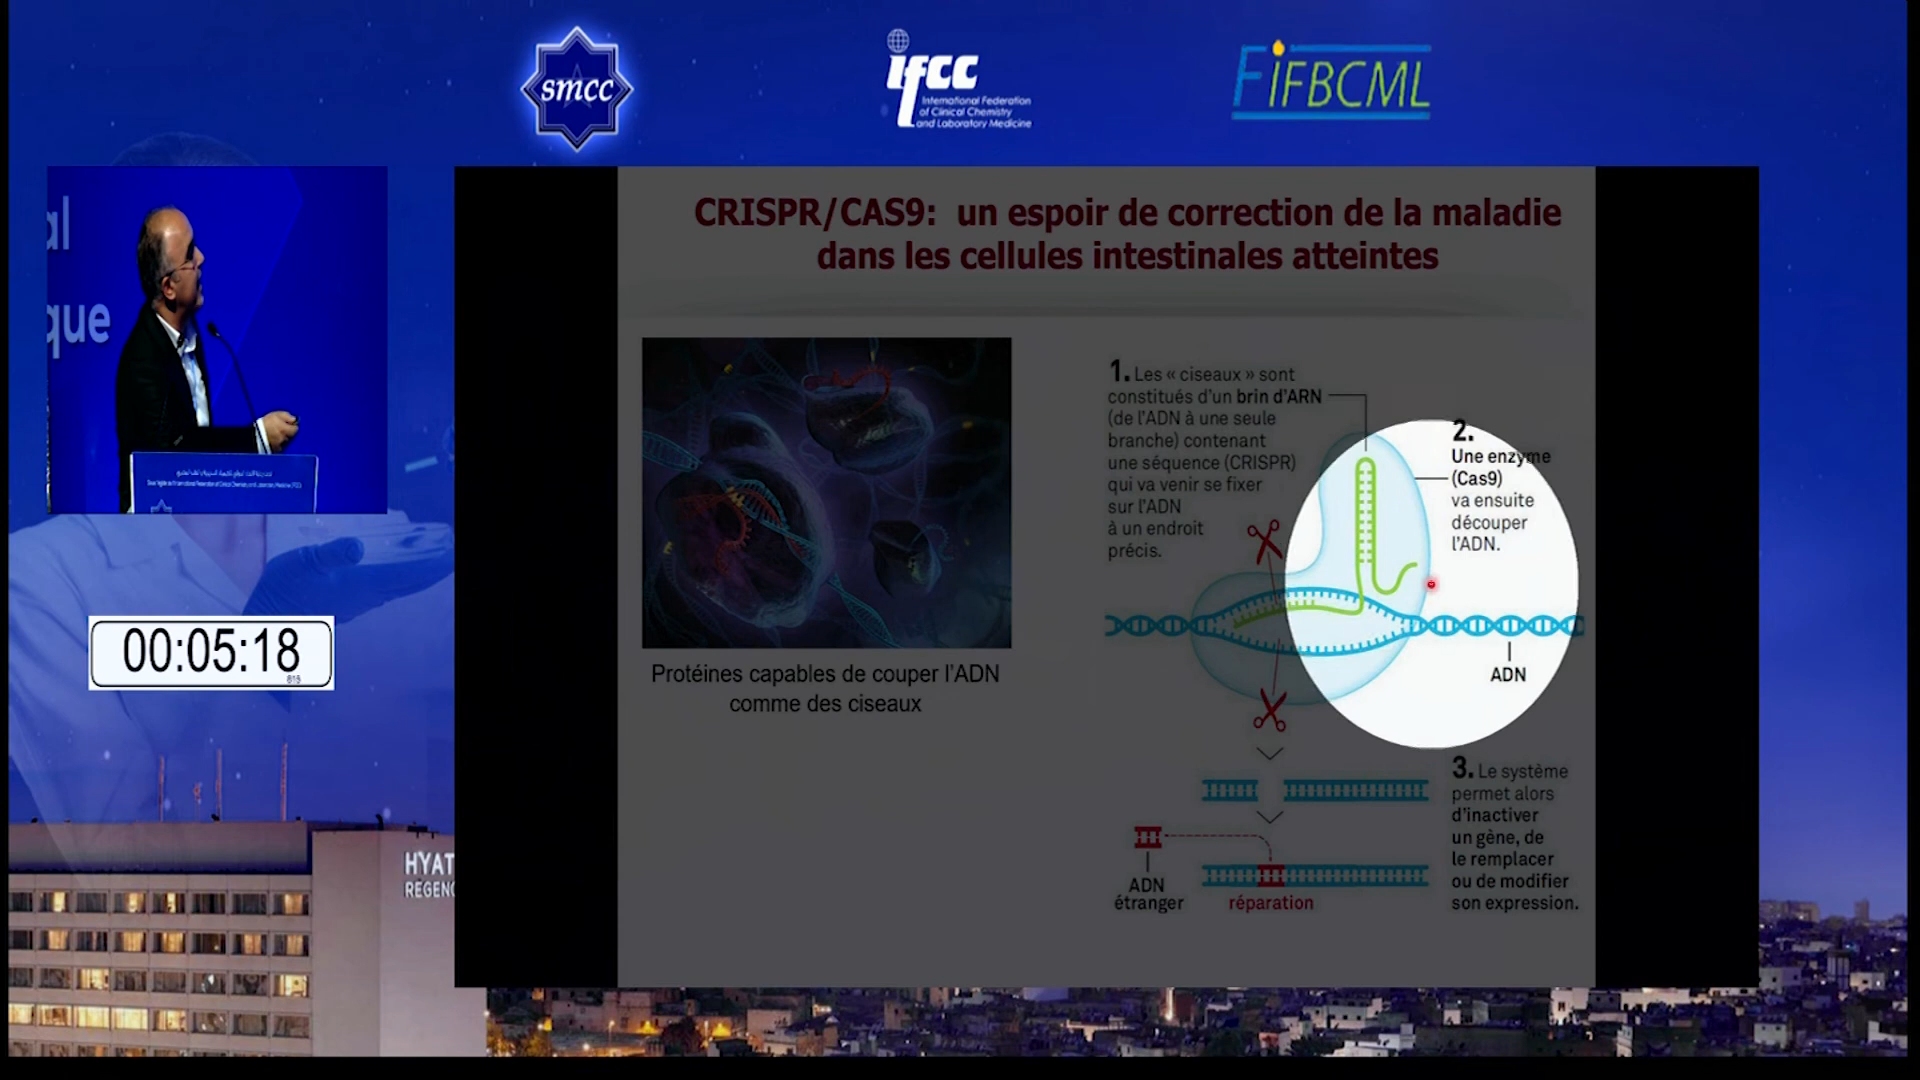 smcc
ifcc
International Federation
of Clinical Chemistry
and Laboratory Medicine
FiFBCML
al
que
00:05:18
HYAT
REGENC
CRISPR/CAS9: un espoir de correction de la maladie
dans les cellules intestinales atteintes
Protéines capables de couper l'ADN
comme des ciseaux
1. Les « ciseaux » sont
constitués d'un brin d'ARN
(de l'ADN à une seule
branche) contenant
une séquence (CRISPR)
qui va venir se fixer
sur l'ADN
à un endroit
précis.
2.
Une enzyme
(Cas9)
va ensuite
découper
l'ADN.
ADN
3. Le système
permet alors
d'inactiver
un gène, de
le remplacer
ou de modifier
son expression.
ADN
étranger
réparation